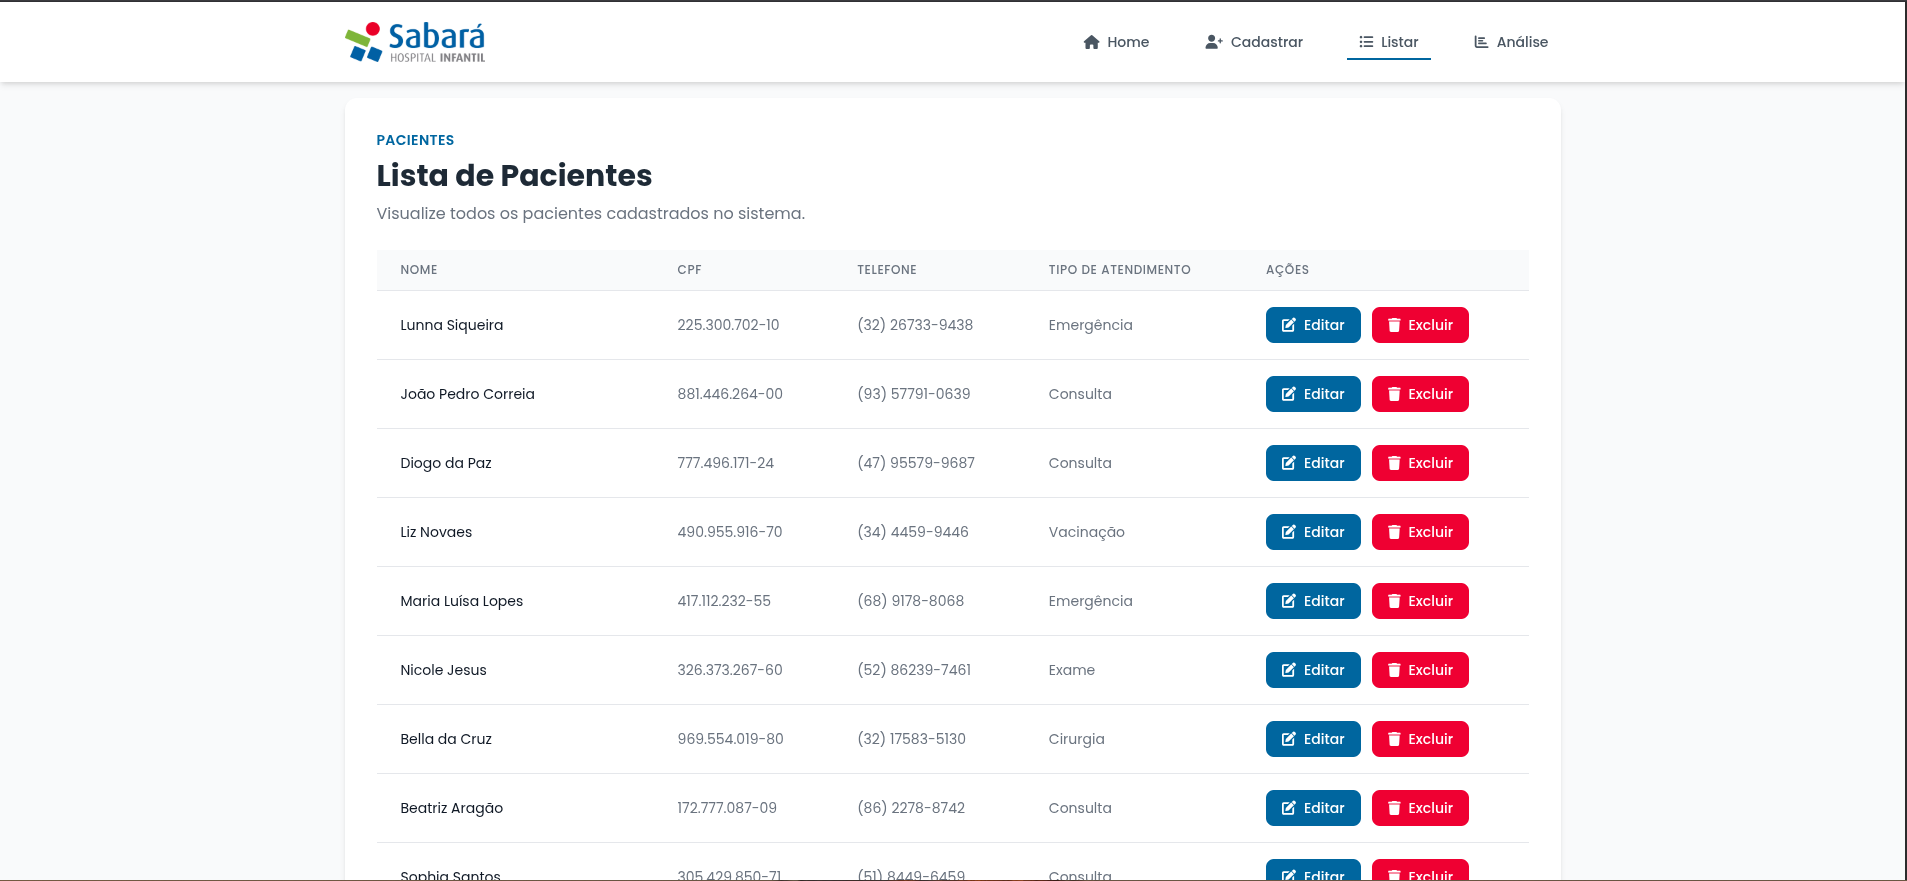 Sabará
HOSPITAL INFANTIL
Home Cadastrar Listar Análise
PACIENTES
Lista de Pacientes
Visualize todos os pacientes cadastrados no sistema.
NOME CPF TELEFONE TIPO DE ATENDIMENTO AÇÕES
Lunna Siqueira 225.300.702-10 (32) 26733-9438 Emergência Editar Excluir
João Pedro Correia 881.446.264-00 (93) 57791-0639 Consulta Editar Excluir
Diogo da Paz 777.496.171-24 (47) 95579-9687 Consulta Editar Excluir
Liz Novaes 490.955.916-70 (34) 4459-9446 Vacinação Editar Excluir
Maria Luísa Lopes 417.112.232-55 (68) 9178-8068 Emergência Editar Excluir
Nicole Jesus 326.373.267-60 (52) 86239-7461 Exame Editar Excluir
Bella da Cruz 969.554.019-80 (32) 17583-5130 Cirurgia Editar Excluir
Beatriz Aragão 172.777.087-09 (86) 2278-8742 Consulta Editar Excluir
Sophia Santos 305.429.850-71 (51) 8449-6459 Consulta Editar Excluir